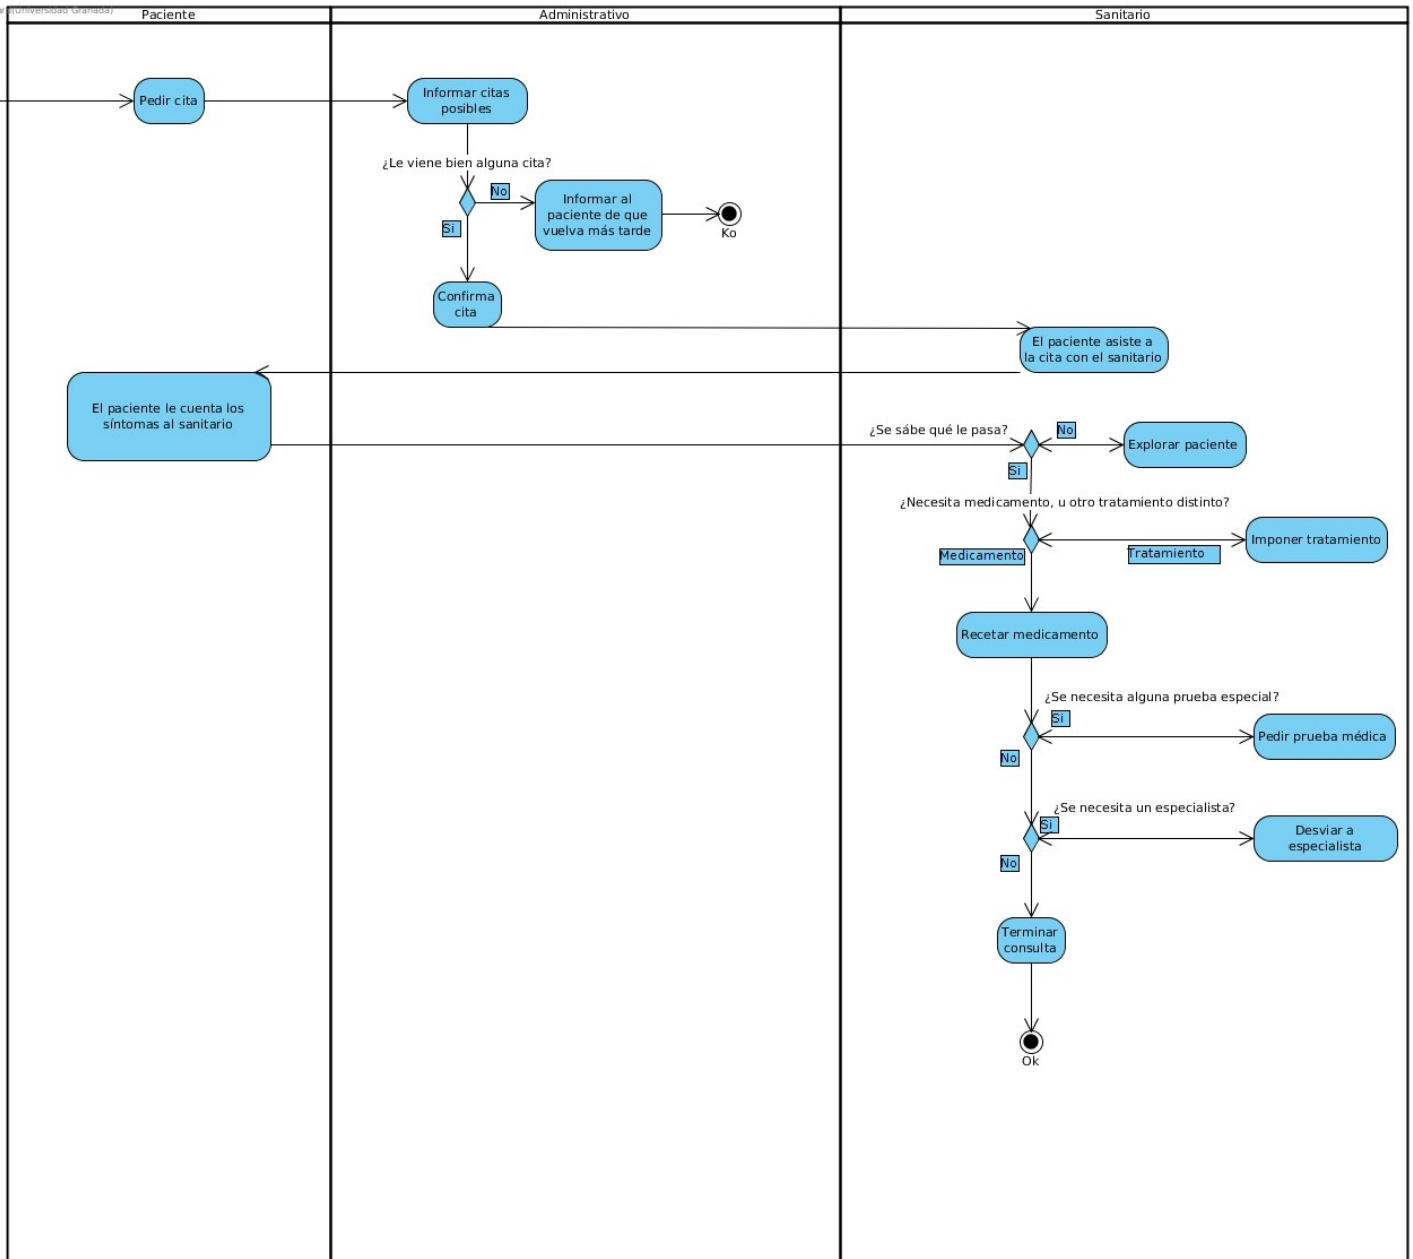 (Universidad Granada)
Paciente
Administrativo
Sanitario
Pedir cita
Informar citas
posibles
¿Le viene bien alguna cita?
No
Si
Informar al
paciente de que
vuelva más tarde
Ko
Confirma
cita
El paciente asiste a
la cita con el sanitario
El paciente le cuenta los
síntomas al sanitario
¿Se sábe qué le pasa?
No
Si
Explorar paciente
¿Necesita medicamento, u otro tratamiento distinto?
Medicamento
Tratamiento
Imponer tratamiento
Recetar medicamento
¿Se necesita alguna prueba especial?
Si
No
Pedir prueba médica
¿Se necesita un especialista?
Si
No
Desviar a
especialista
Terminar
consulta
Ok